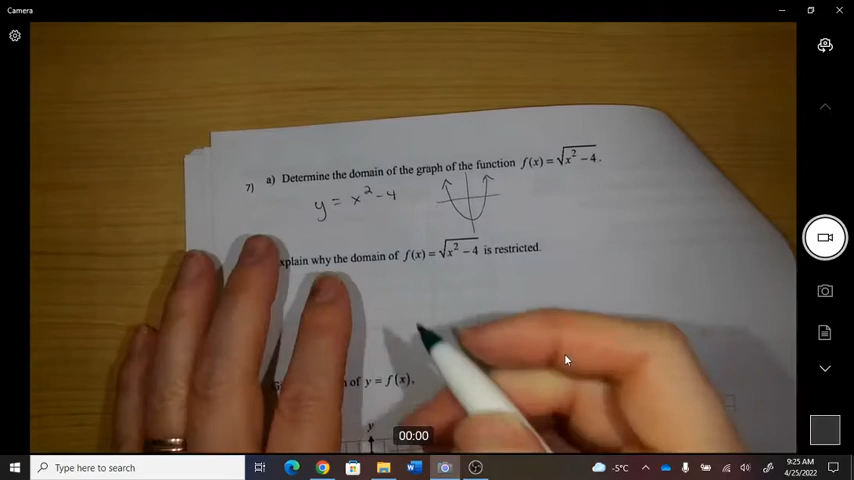 Camera
7) a) Determine the domain of the graph of the function f(x) = √x² − 4.
y = x² − 4
xplain why the domain of f(x) = √x² − 4 is restricted.
of y = f(x),
y
00:00
Type here to search
-5°C
9:25 AM
4/25/2022